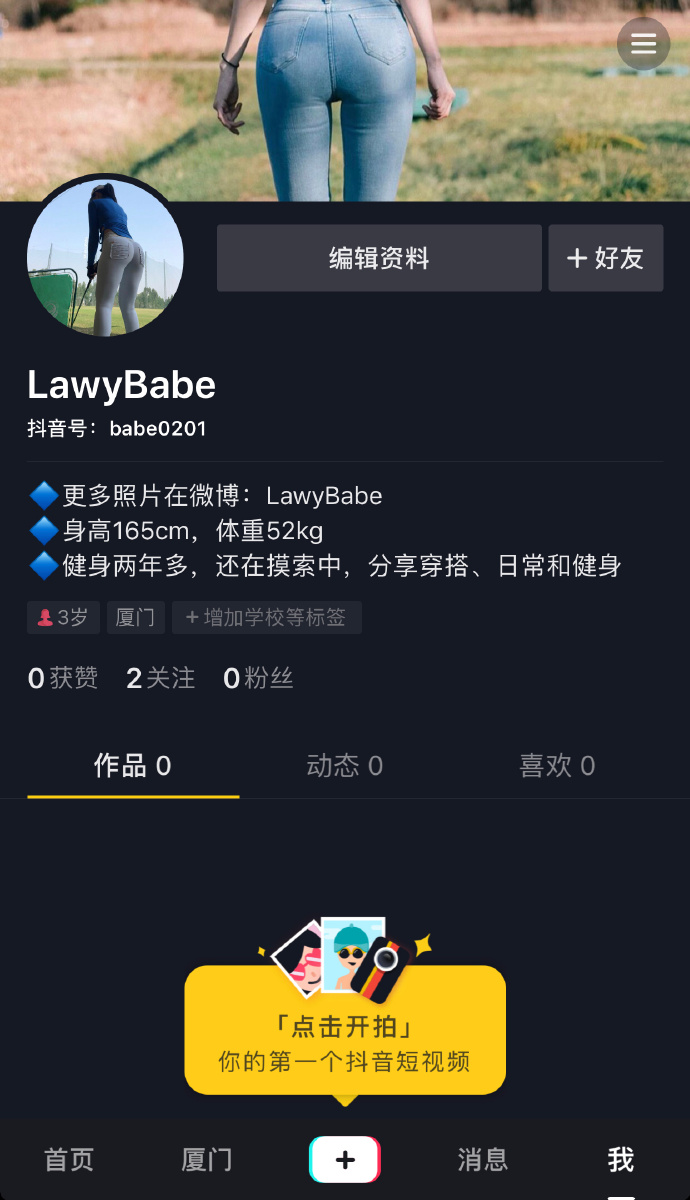 编辑资料
+ 好友
LawyBabe
抖音号：babe0201
更多照片在微博：LawyBabe
身高165cm，体重52kg
健身两年多，还在摸索中，分享穿搭、日常和健身
3岁 厦门 + 增加学校等标签
0获赞 2关注 0粉丝
作品 0 动态 0 喜欢 0
「点击开拍」
你的第一个抖音短视频
首页 厦门 + 消息 我